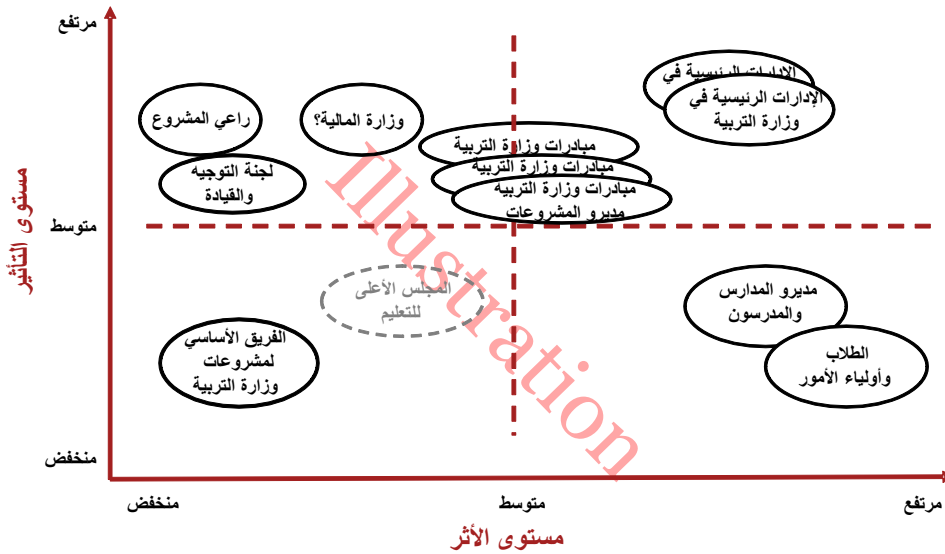 مرتفع
الإدارات الرئيسية في
الإدارات الرئيسية في
وزارة التربية
وزارة المالية؟
راعي المشروع
مبادرات وزارة التربية
مبادرات وزارة التربية
مبادرات وزارة التربية
مديرو المشروعات
لجنة التوجيه
والقيادة
مستوى التأثير
متوسط
المجلس الأعلى
للتعليم
مديرو المدارس
والمدرسون
الطلاب
وأولياء الأمور
الفريق الأساسي
لمشروعات
وزارة التربية
Illustration
منخفض
منخفض
متوسط
مرتفع
مستوى الأثر